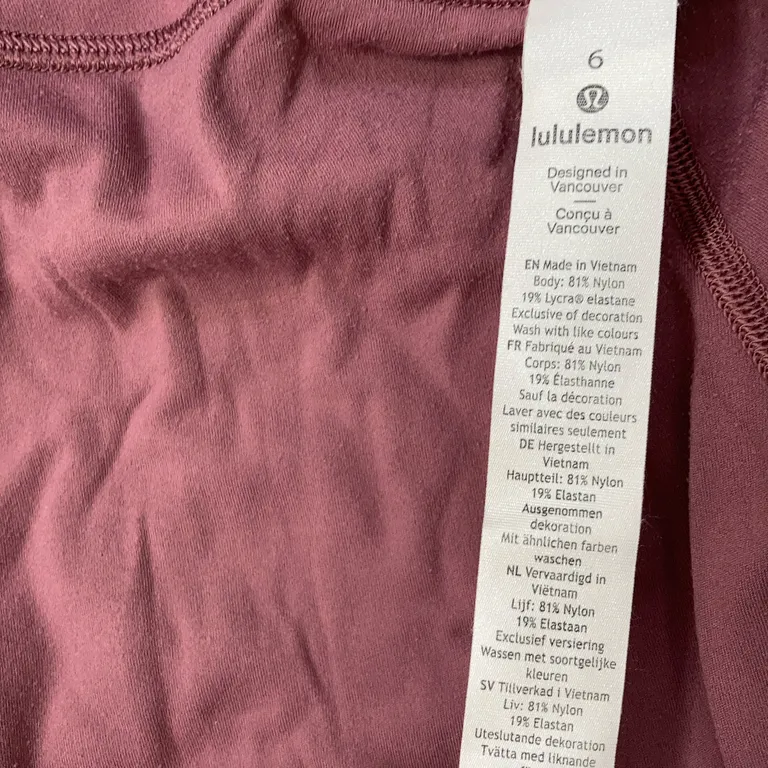 6
lululemon
Designed in
Vancouver
Conçu à
Vancouver
EN Made in Vietnam
Body: 81% Nylon
19% Lycra® elastane
Exclusive of decoration
Wash with like colours
FR Fabriqué au Vietnam
Corps: 81% Nylon
19% Élasthanne
Sauf la décoration
Laver avec des couleurs
similaires seulement
DE Hergestellt in
Vietnam
Hauptteil: 81% Nylon
19% Elastan
Ausgenommen
dekoration
Mit ähnlichen farben
waschen
NL Vervaardigd in
Viëtnam
Lijf: 81% Nylon
19% Elastaan
Exclusief versiering
Wassen met soortgelijke
kleuren
SV Tillverkad i Vietnam
Liv: 81% Nylon
19% Elastan
Uteslutande dekoration
Tvätta med liknande